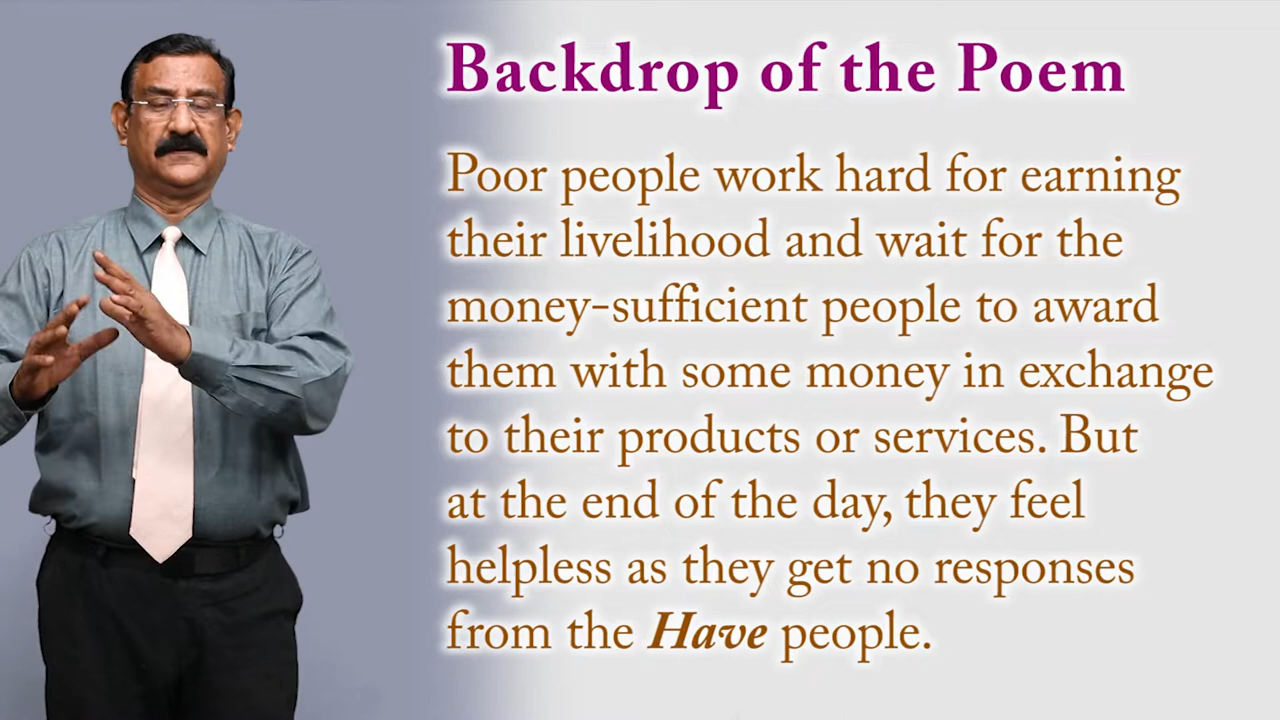 Backdrop of the Poem
Poor people work hard for earning
their livelihood and wait for the
money-sufficient people to award
them with some money in exchange
to their products or services. But
at the end of the day, they feel
helpless as they get no responses
from the Have people.